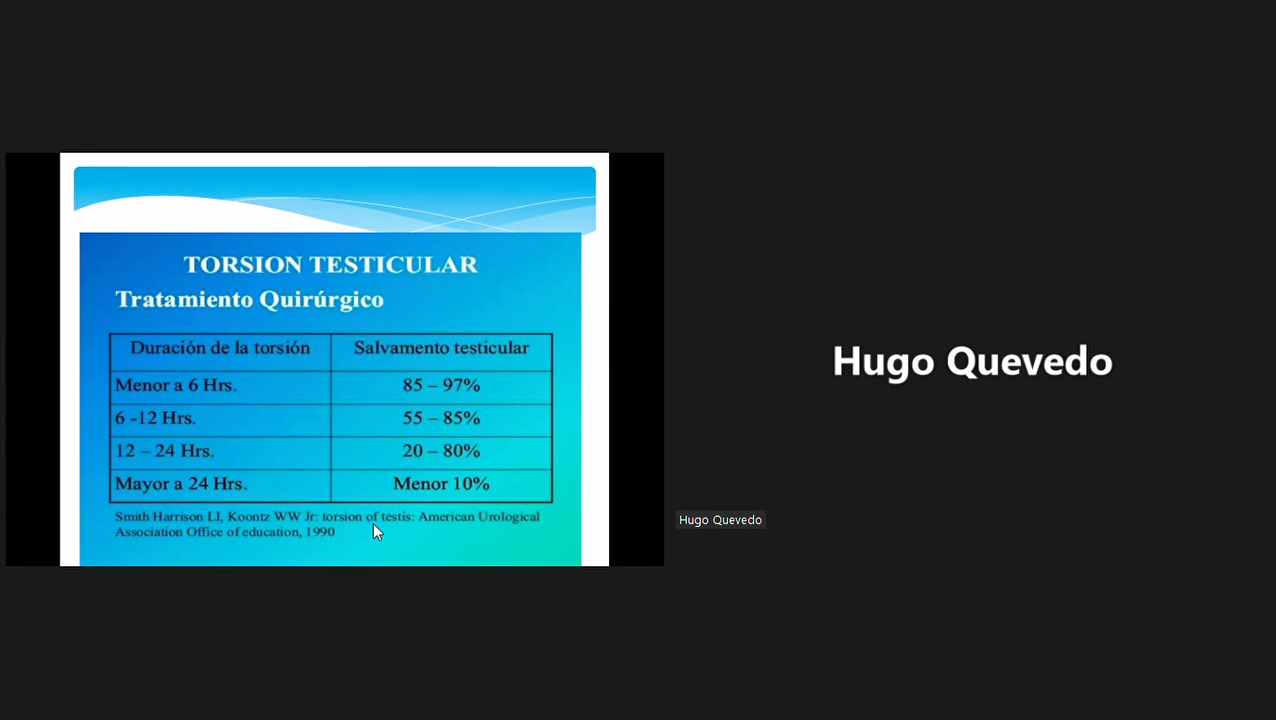 TORSION TESTICULAR
Tratamiento Quirúrgico
Duración de la torsión Salvamento testicular
Menor a 6 Hrs. 85 – 97%
6 -12 Hrs. 55 – 85%
12 – 24 Hrs. 20 – 80%
Mayor a 24 Hrs. Menor 10%
Smith Harrison LI, Koontz WW Jr: torsion of testis: American Urological
Association Office of education, 1990
Hugo Quevedo
Hugo Quevedo